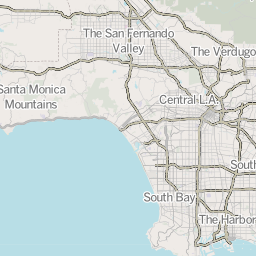 The San Fernando
Valley
The Verdugo
Santa Monica
Mountains
Central L.A.
South
South Bay
The Harbor